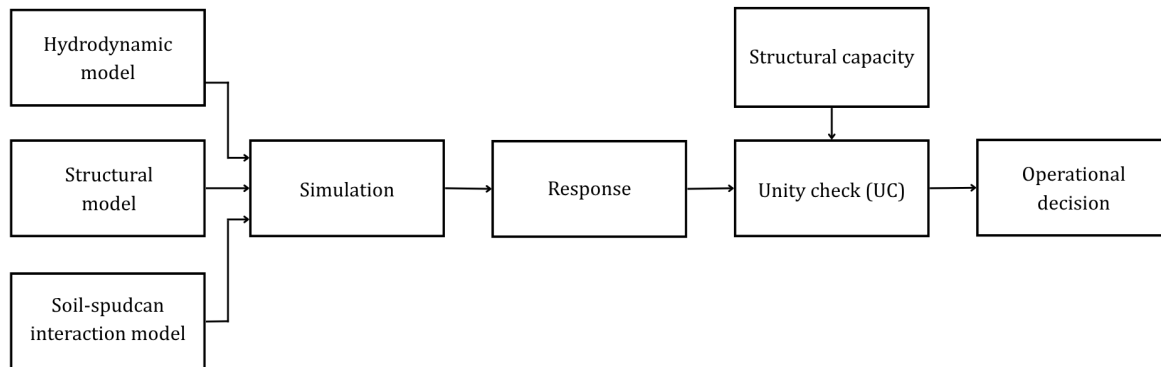 Hydrodynamic
model
Structural capacity
Structural
model
Simulation
Response
Unity check (UC)
Operational
decision
Soil-spudcan
interaction model